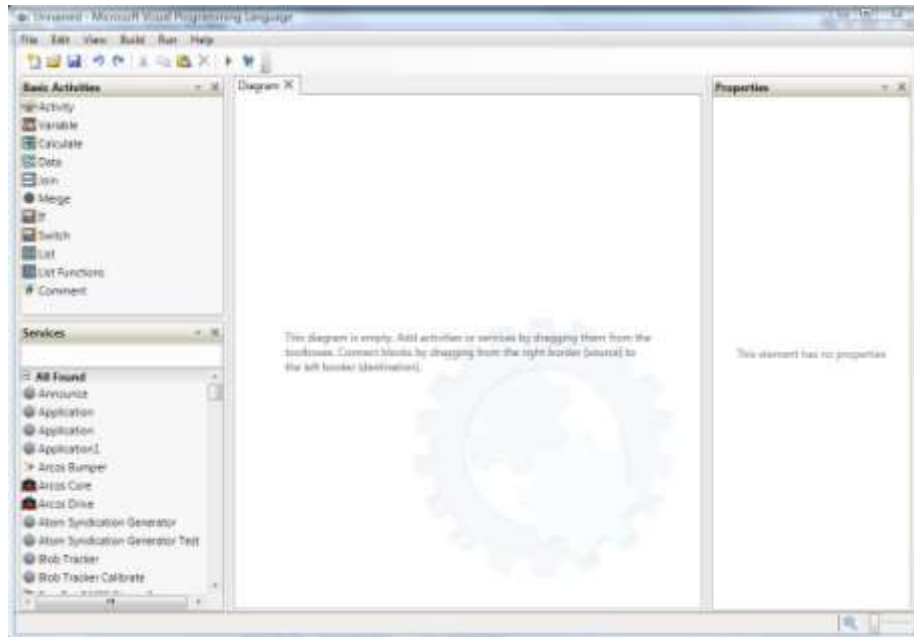 Unnamed - Microsoft Visual Programming Language
File Edit View Build Run Help
Basic Activities
Activity
Variable
Calculate
Data
Join
Merge
If
Switch
List
List Functions
Comment
Services
All Found
Announce
Application
Application
Application1
Arcos Bumper
Arcos Core
Arcos Drive
Atom Syndication Generator
Atom Syndication Generator Test
Blob Tracker
Blob Tracker Calibrate
Diagram
This diagram is empty. Add activities or services by dragging them from the
toolboxes. Connect blocks by dragging from the right border (source) to
the left border (destination).
Properties
This element has no properties